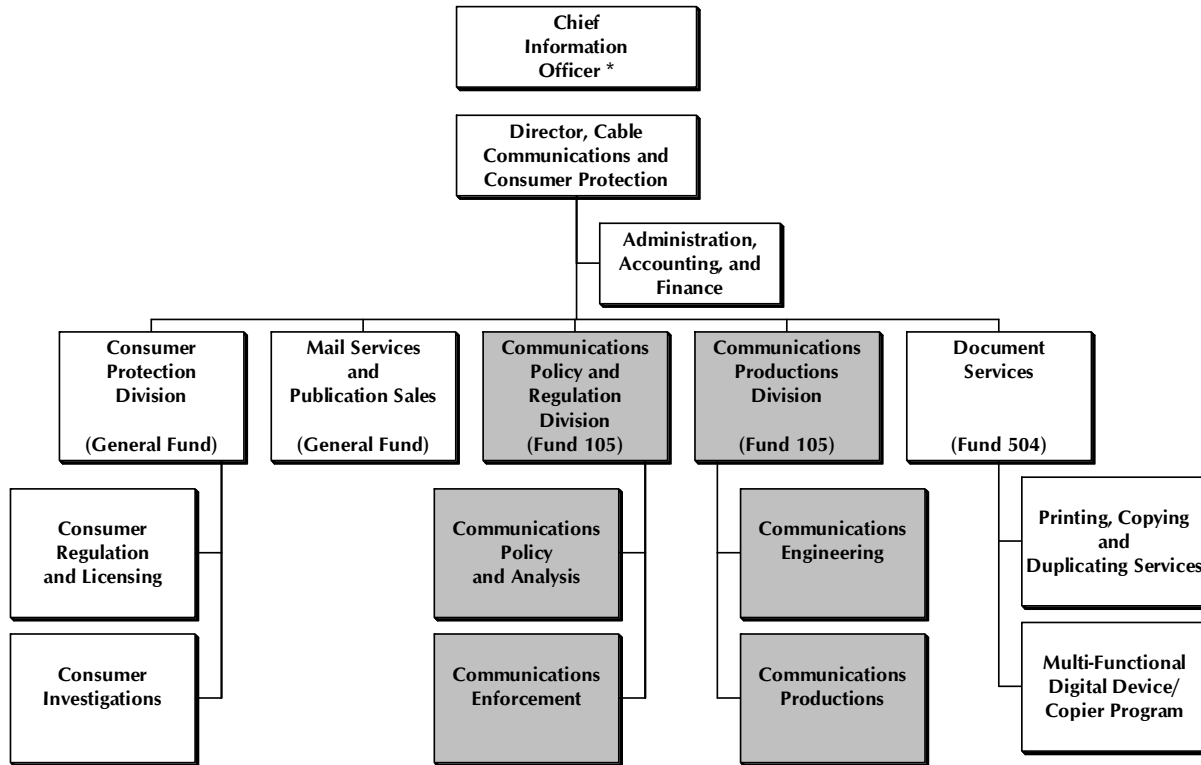 Chief
Information
Officer *
Director, Cable
Communications and
Consumer Protection
Administration,
Accounting, and
Finance
Consumer
Protection
Division
(General Fund)
Mail Services
and
Publication Sales
(General Fund)
Communications
Policy and
Regulation
Division
(Fund 105)
Communications
Productions
Division
(Fund 105)
Document
Services
(Fund 504)
Consumer
Regulation
and Licensing
Communications
Policy
and Analysis
Communications
Engineering
Printing, Copying
and
Duplicating Services
Consumer
Investigations
Communications
Enforcement
Communications
Productions
Multi-Functional
Digital Device/
Copier Program